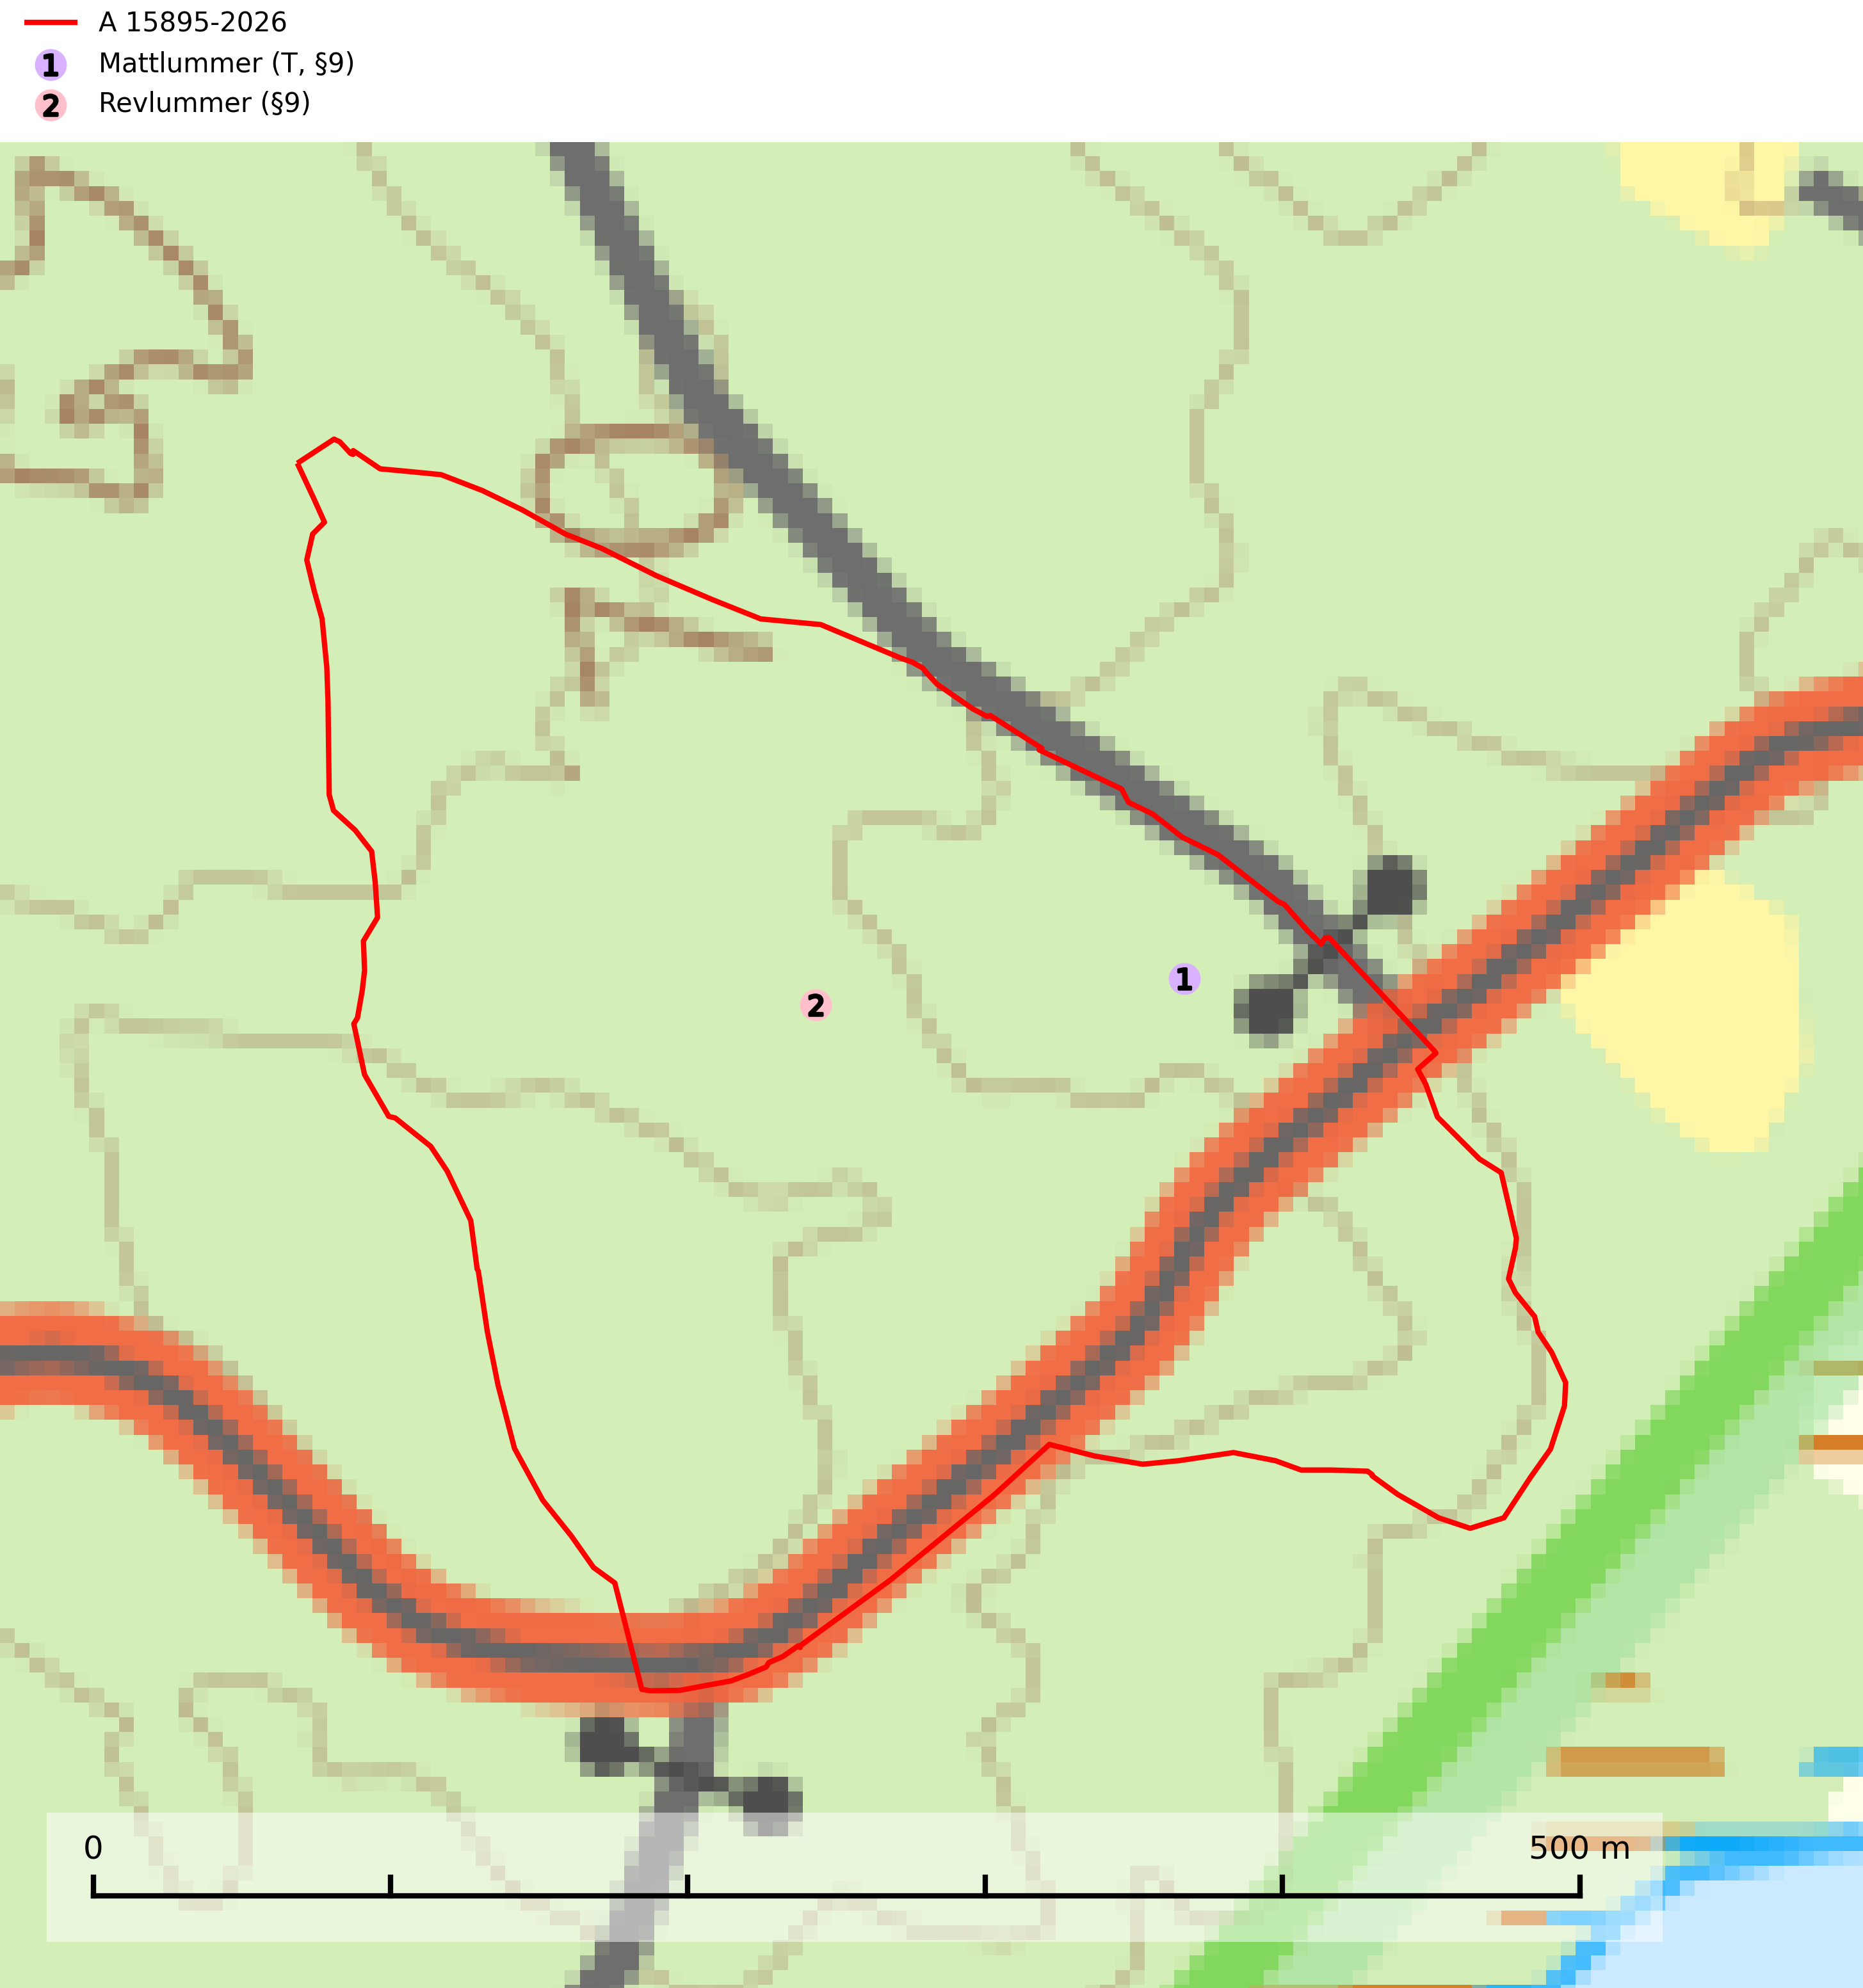 A 15895-2026
1 Mattlummer (T, §9)
2 Revlummer (§9)
1
2
0 500 m